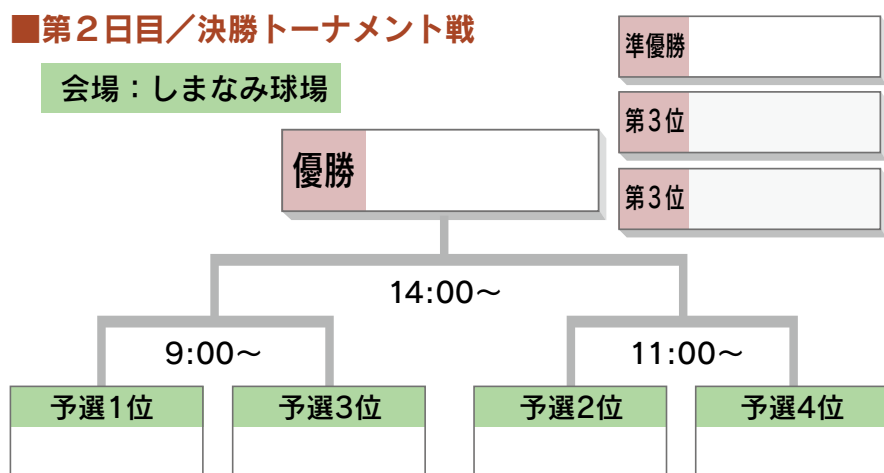 ■第2日目／決勝トーナメント戦
会場：しまなみ球場
準優勝
第3位
第3位
優勝
14:00〜
9:00〜
11:00〜
予選1位
予選3位
予選2位
予選4位